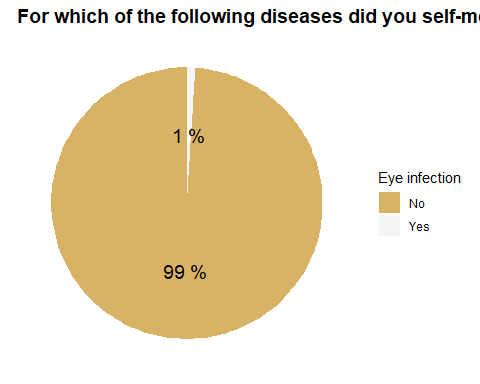 For which of the following diseases did you self-m
1 %
99 %
Eye infection
No
Yes